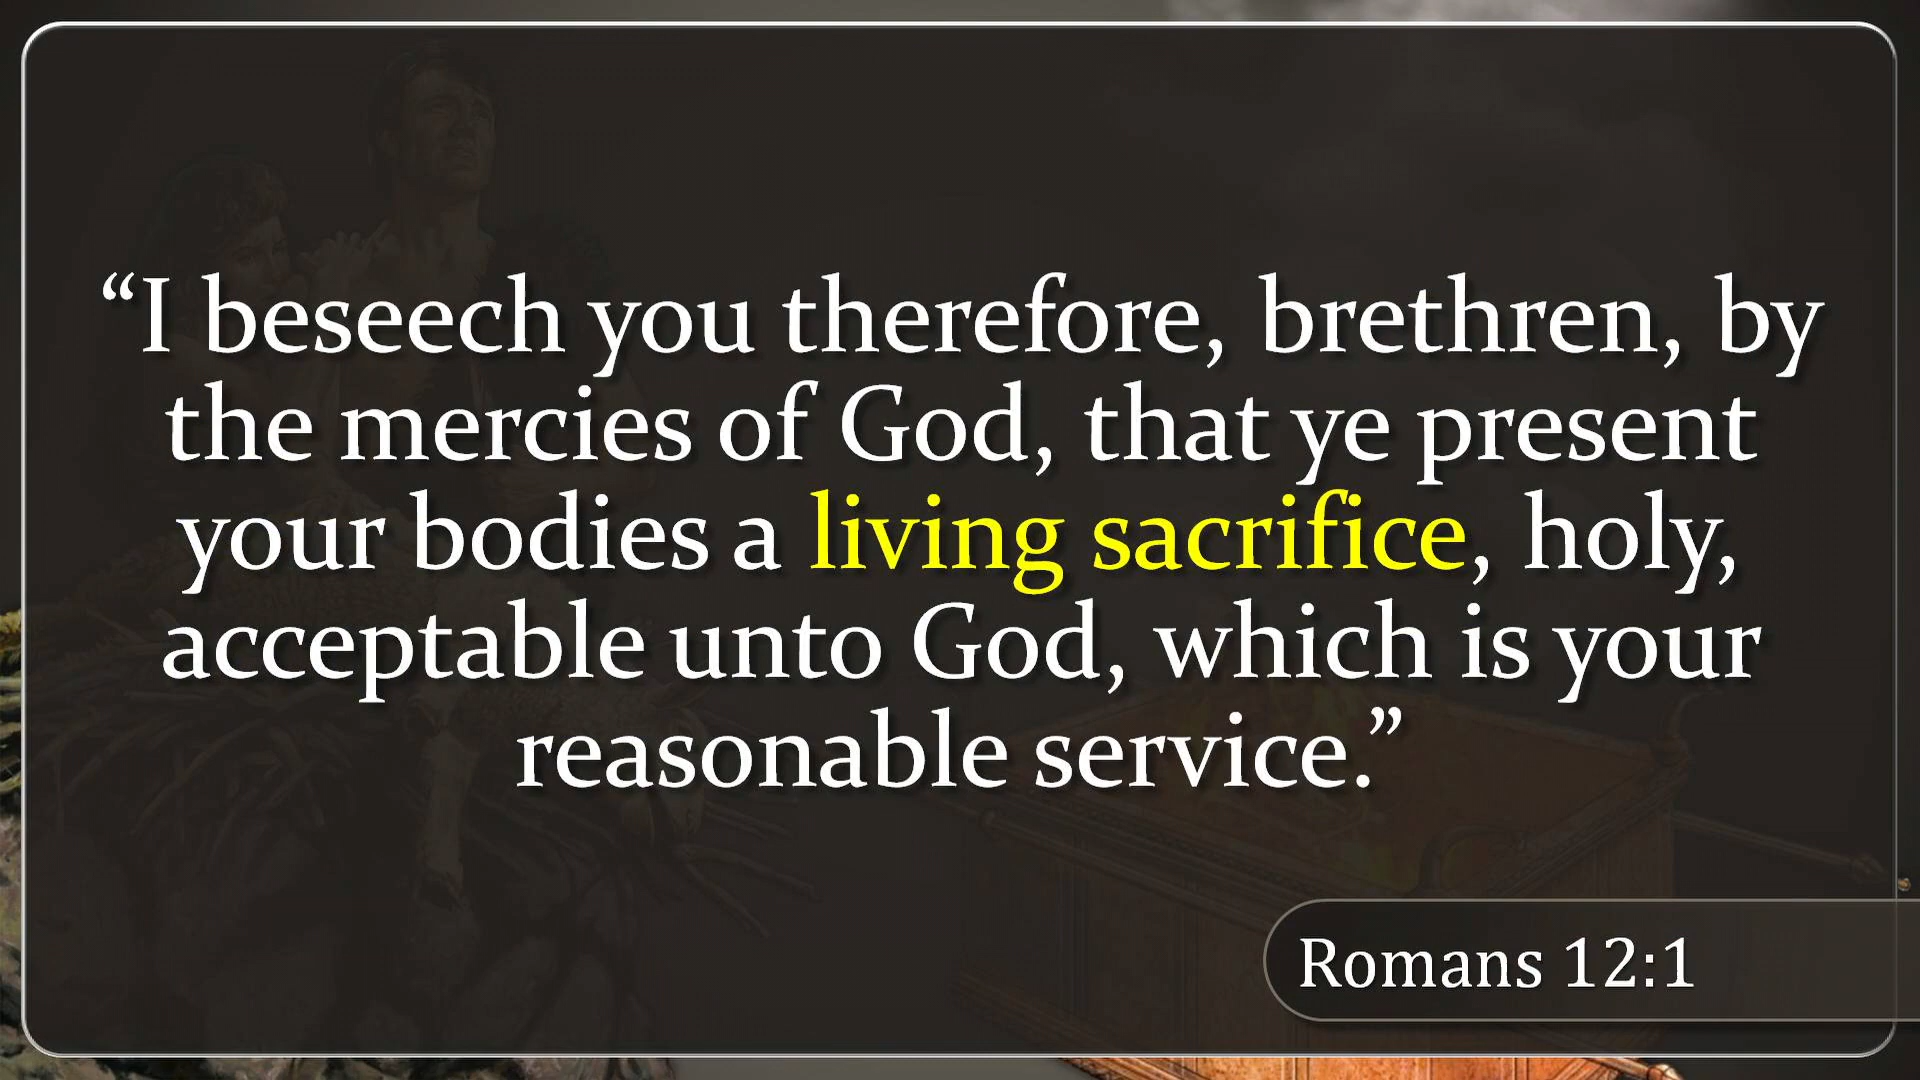 “I beseech you therefore, brethren, by
the mercies of God, that ye present
your bodies a living sacrifice, holy,
acceptable unto God, which is your
reasonable service.”
Romans 12:1